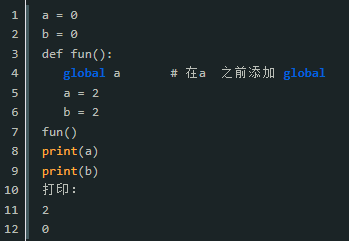 1 a = 0
2 b = 0
3 def fun():
4    global a       # 在a  之前添加 global
5    a = 2
6    b = 2
7 fun()
8 print(a)
9 print(b)
10 打印:
11 2
12 0